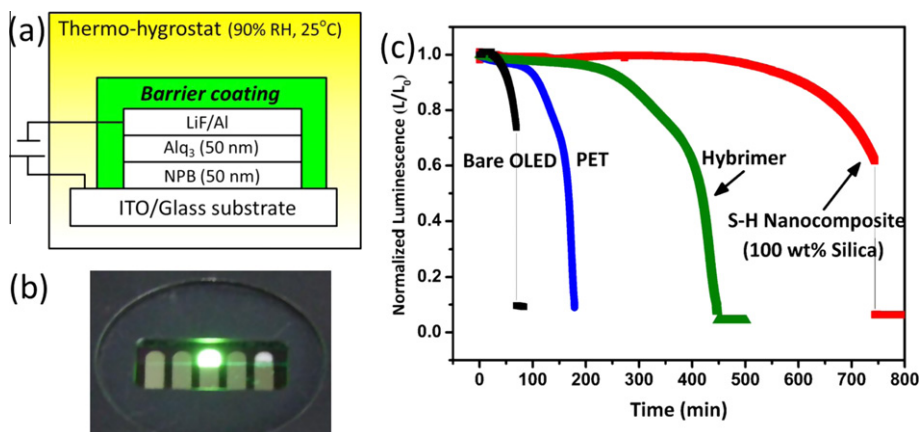 (a)
Thermo-hygrostat (90% RH, 25°C)
Barrier coating
LiF/Al
Alq₃ (50 nm)
NPB (50 nm)
ITO/Glass substrate
(b)
(c)
Normalized Luminescence (L/L₀)
1.0
0.8
0.6
0.4
0.2
0.0
Bare OLED
PET
Hybrimer
S-H Nanocomposite
(100 wt% Silica)
0 100 200 300 400 500 600 700 800
Time (min)